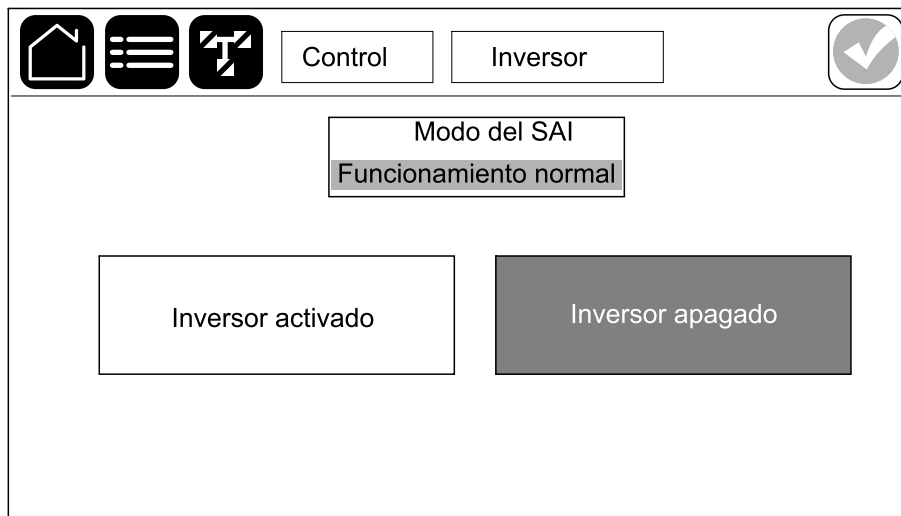 Control
Inversor
Modo del SAI
Funcionamiento normal
Inversor activado
Inversor apagado